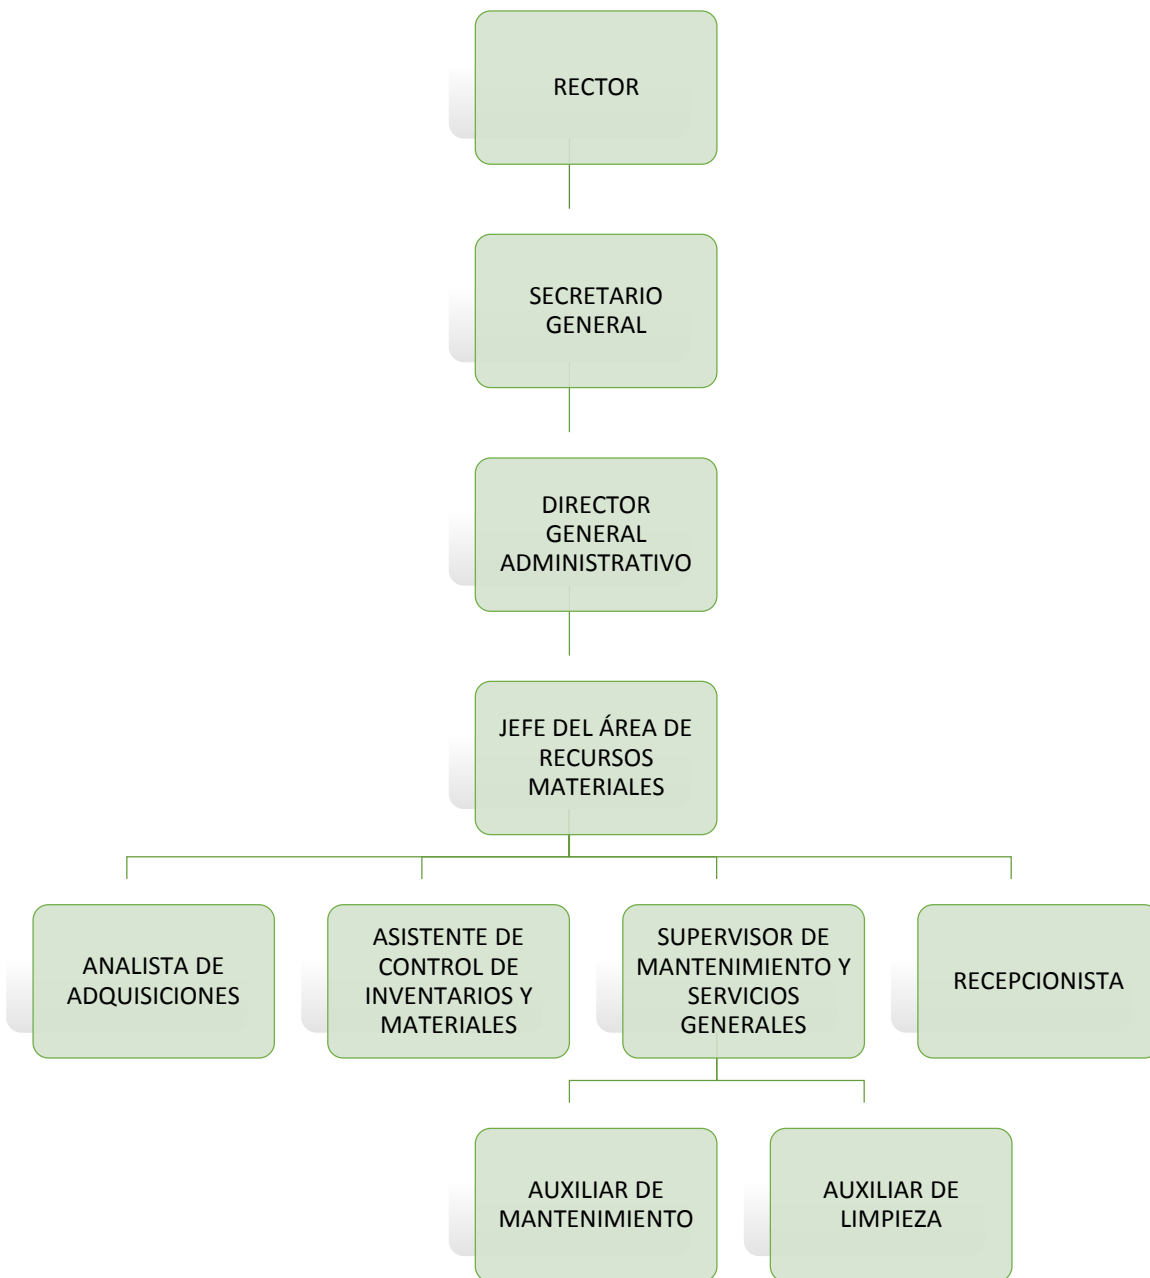 RECTOR
SECRETARIO
GENERAL
DIRECTOR
GENERAL
ADMINISTRATIVO
JEFE DEL ÁREA DE
RECURSOS
MATERIALES
ANALISTA DE
ADQUISICIONES
ASISTENTE DE
CONTROL DE
INVENTARIOS Y
MATERIALES
SUPERVISOR DE
MANTENIMIENTO Y
SERVICIOS
GENERALES
RECEPCIONISTA
AUXILIAR DE
MANTENIMIENTO
AUXILIAR DE
LIMPIEZA